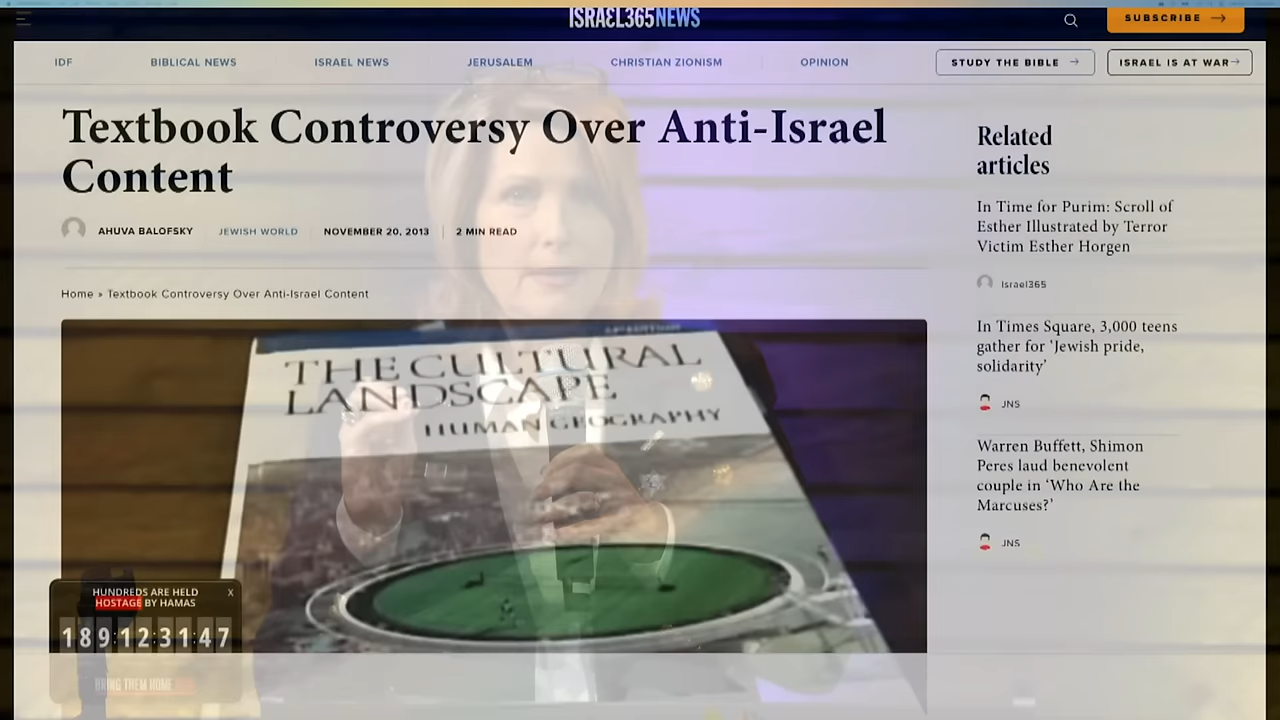 ISRAEL365NEWS
SUBSCRIBE
IDF
BIBLICAL NEWS
ISRAEL NEWS
JERUSALEM
CHRISTIAN ZIONISM
OPINION
STUDY THE BIBLE
ISRAEL IS AT WAR
Textbook Controversy Over Anti-Israel
Content
AHUVA BALOFSKY
JEWISH WORLD
NOVEMBER 20, 2013
2 MIN READ
Home » Textbook Controversy Over Anti-Israel Content
THE CULTURAL
LANDSCAPE
HUMAN GEOGRAPHY
HUNDREDS ARE HELD
HOSTAGE BY HAMAS
X
189:12:31:47
BRING THEM HOME
Related
articles
In Time for Purim: Scroll of
Esther Illustrated by Terror
Victim Esther Horgen
Israel365
In Times Square, 3,000 teens
gather for ‘Jewish pride,
solidarity’
JNS
Warren Buffett, Shimon
Peres laud benevolent
couple in ‘Who Are the
Marcuses?’
JNS